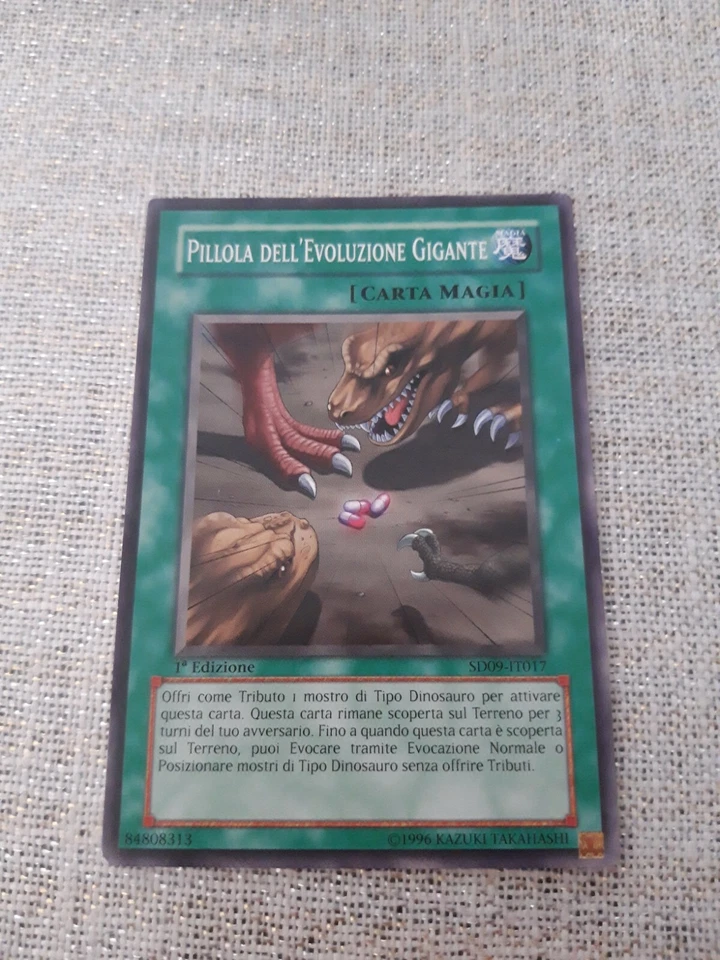 PILLOLA DELL'EVOLUZIONE GIGANTE
MAGIA
魔
[CARTA MAGIA]
1ª Edizione
SD09-IT017
Offri come Tributo 1 mostro di Tipo Dinosauro per attivare
questa carta. Questa carta rimane scoperta sul Terreno per 3
turni del tuo avversario. Fino a quando questa carta è scoperta
sul Terreno, puoi Evocare tramite Evocazione Normale o
Posizionare mostri di Tipo Dinosauro senza offrire Tributi.
84808313
©1996 KAZUKI TAKAHASHI